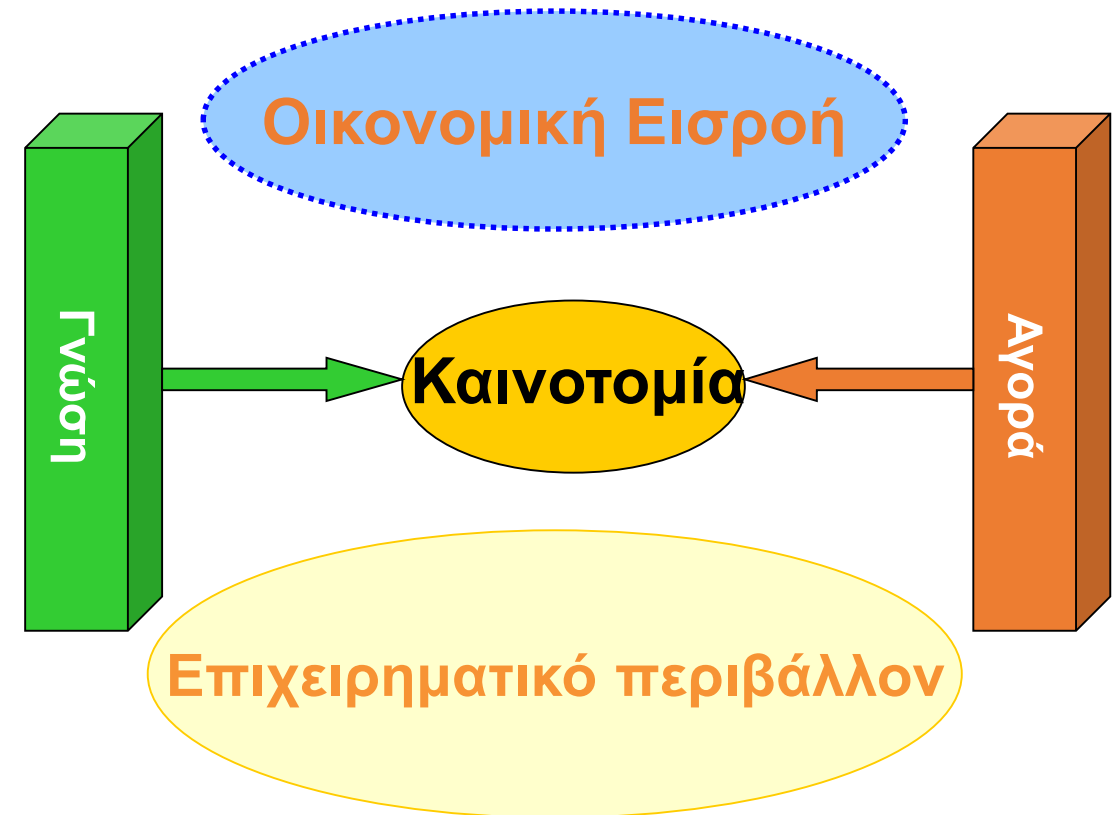 Οικονομική Εισροή
Γνώση
Καινοτομία
Αγορά
Επιχειρηματικό περιβάλλον